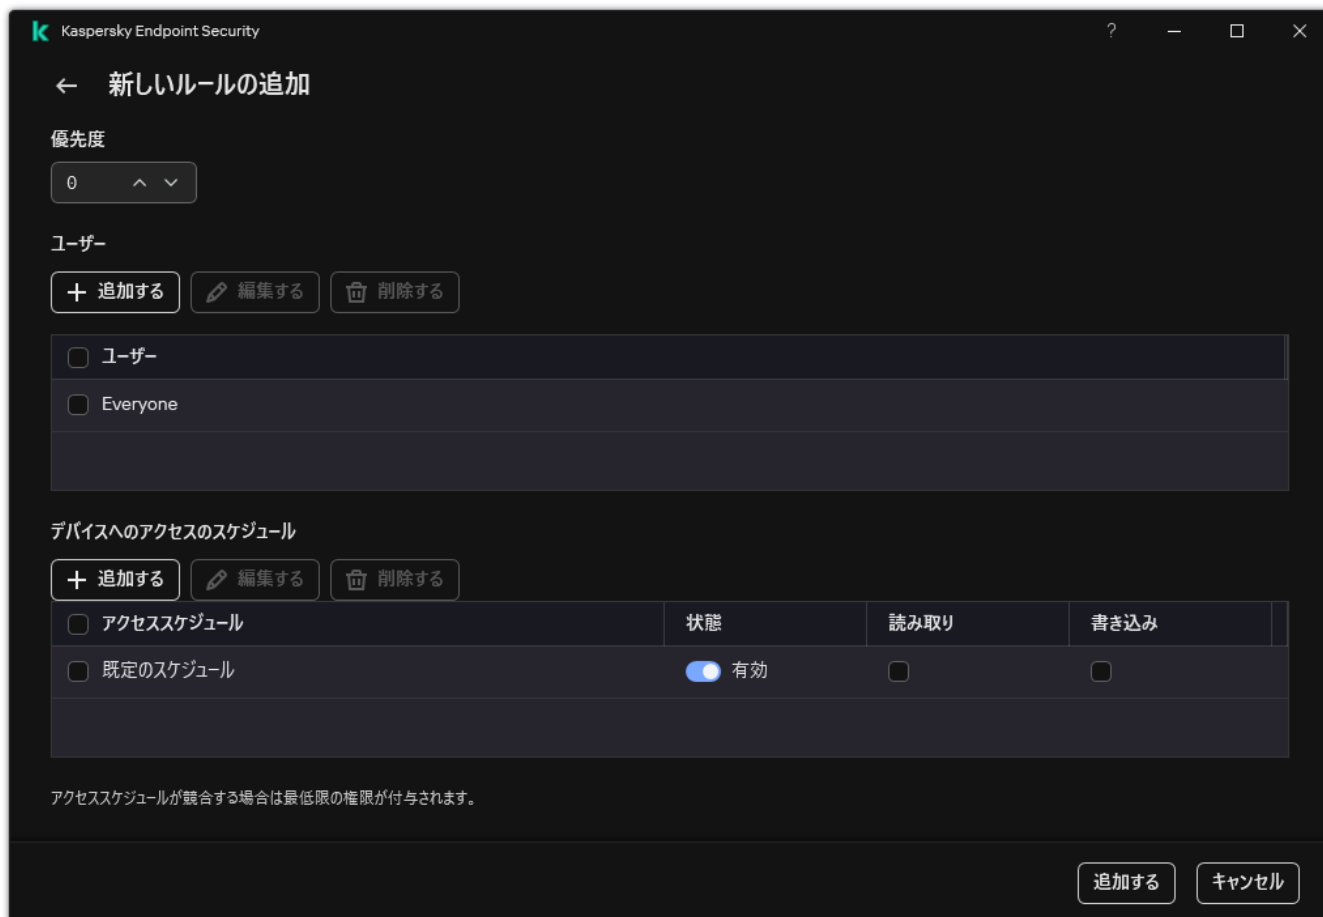 Kaspersky Endpoint Security
新しいルールの追加
優先度
0
ユーザー
追加する 編集する 削除する
ユーザー
Everyone
デバイスへのアクセスのスケジュール
追加する 編集する 削除する
アクセススケジュール 状態 読み取り 書き込み
既定のスケジュール 有効
アクセススケジュールが競合する場合は最低限の権限が付与されます。
追加する キャンセル